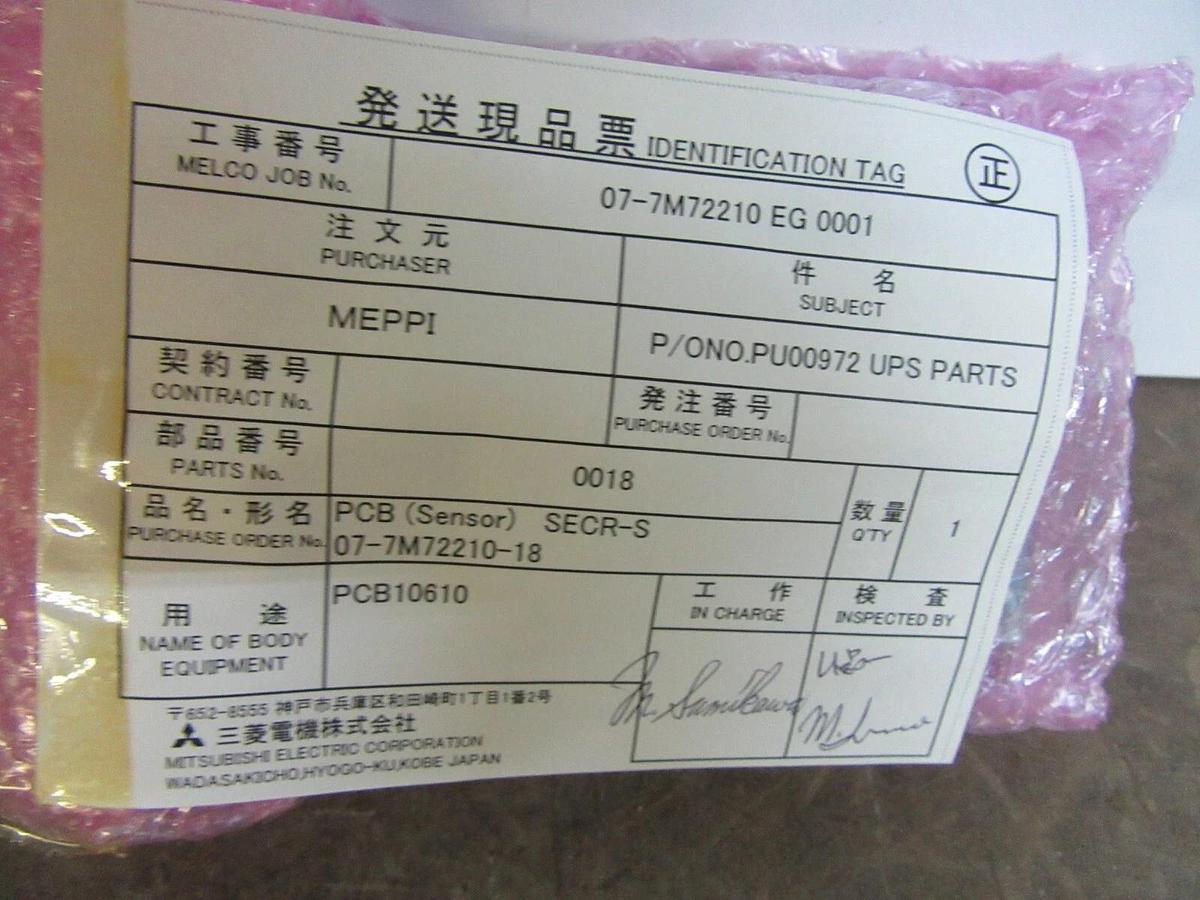 発送現品票 IDENTIFICATION TAG 正
工事番号
MELCO JOB No.
07-7M72210 EG 0001
注文元
PURCHASER
件名
SUBJECT
MEPPI
P/ONO.PU00972 UPS PARTS
契約番号
CONTRACT No.
発注番号
PURCHASE ORDER No.
部品番号
PARTS No.
0018
数量
Q'TY
1
品名・形名
PURCHASE ORDER No.
PCB (Sensor) SECR-S
07-7M72210-18
用途
NAME OF BODY
EQUIPMENT
PCB10610
工作
IN CHARGE
検査
INSPECTED BY
〒652-8555 神戸市兵庫区和田崎町1丁目1番2号
三菱電機株式会社
MITSUBIISHI ELECTRIC CORPORATION
WADASAKICHO,HYOGO-KU,KOBE JAPAN